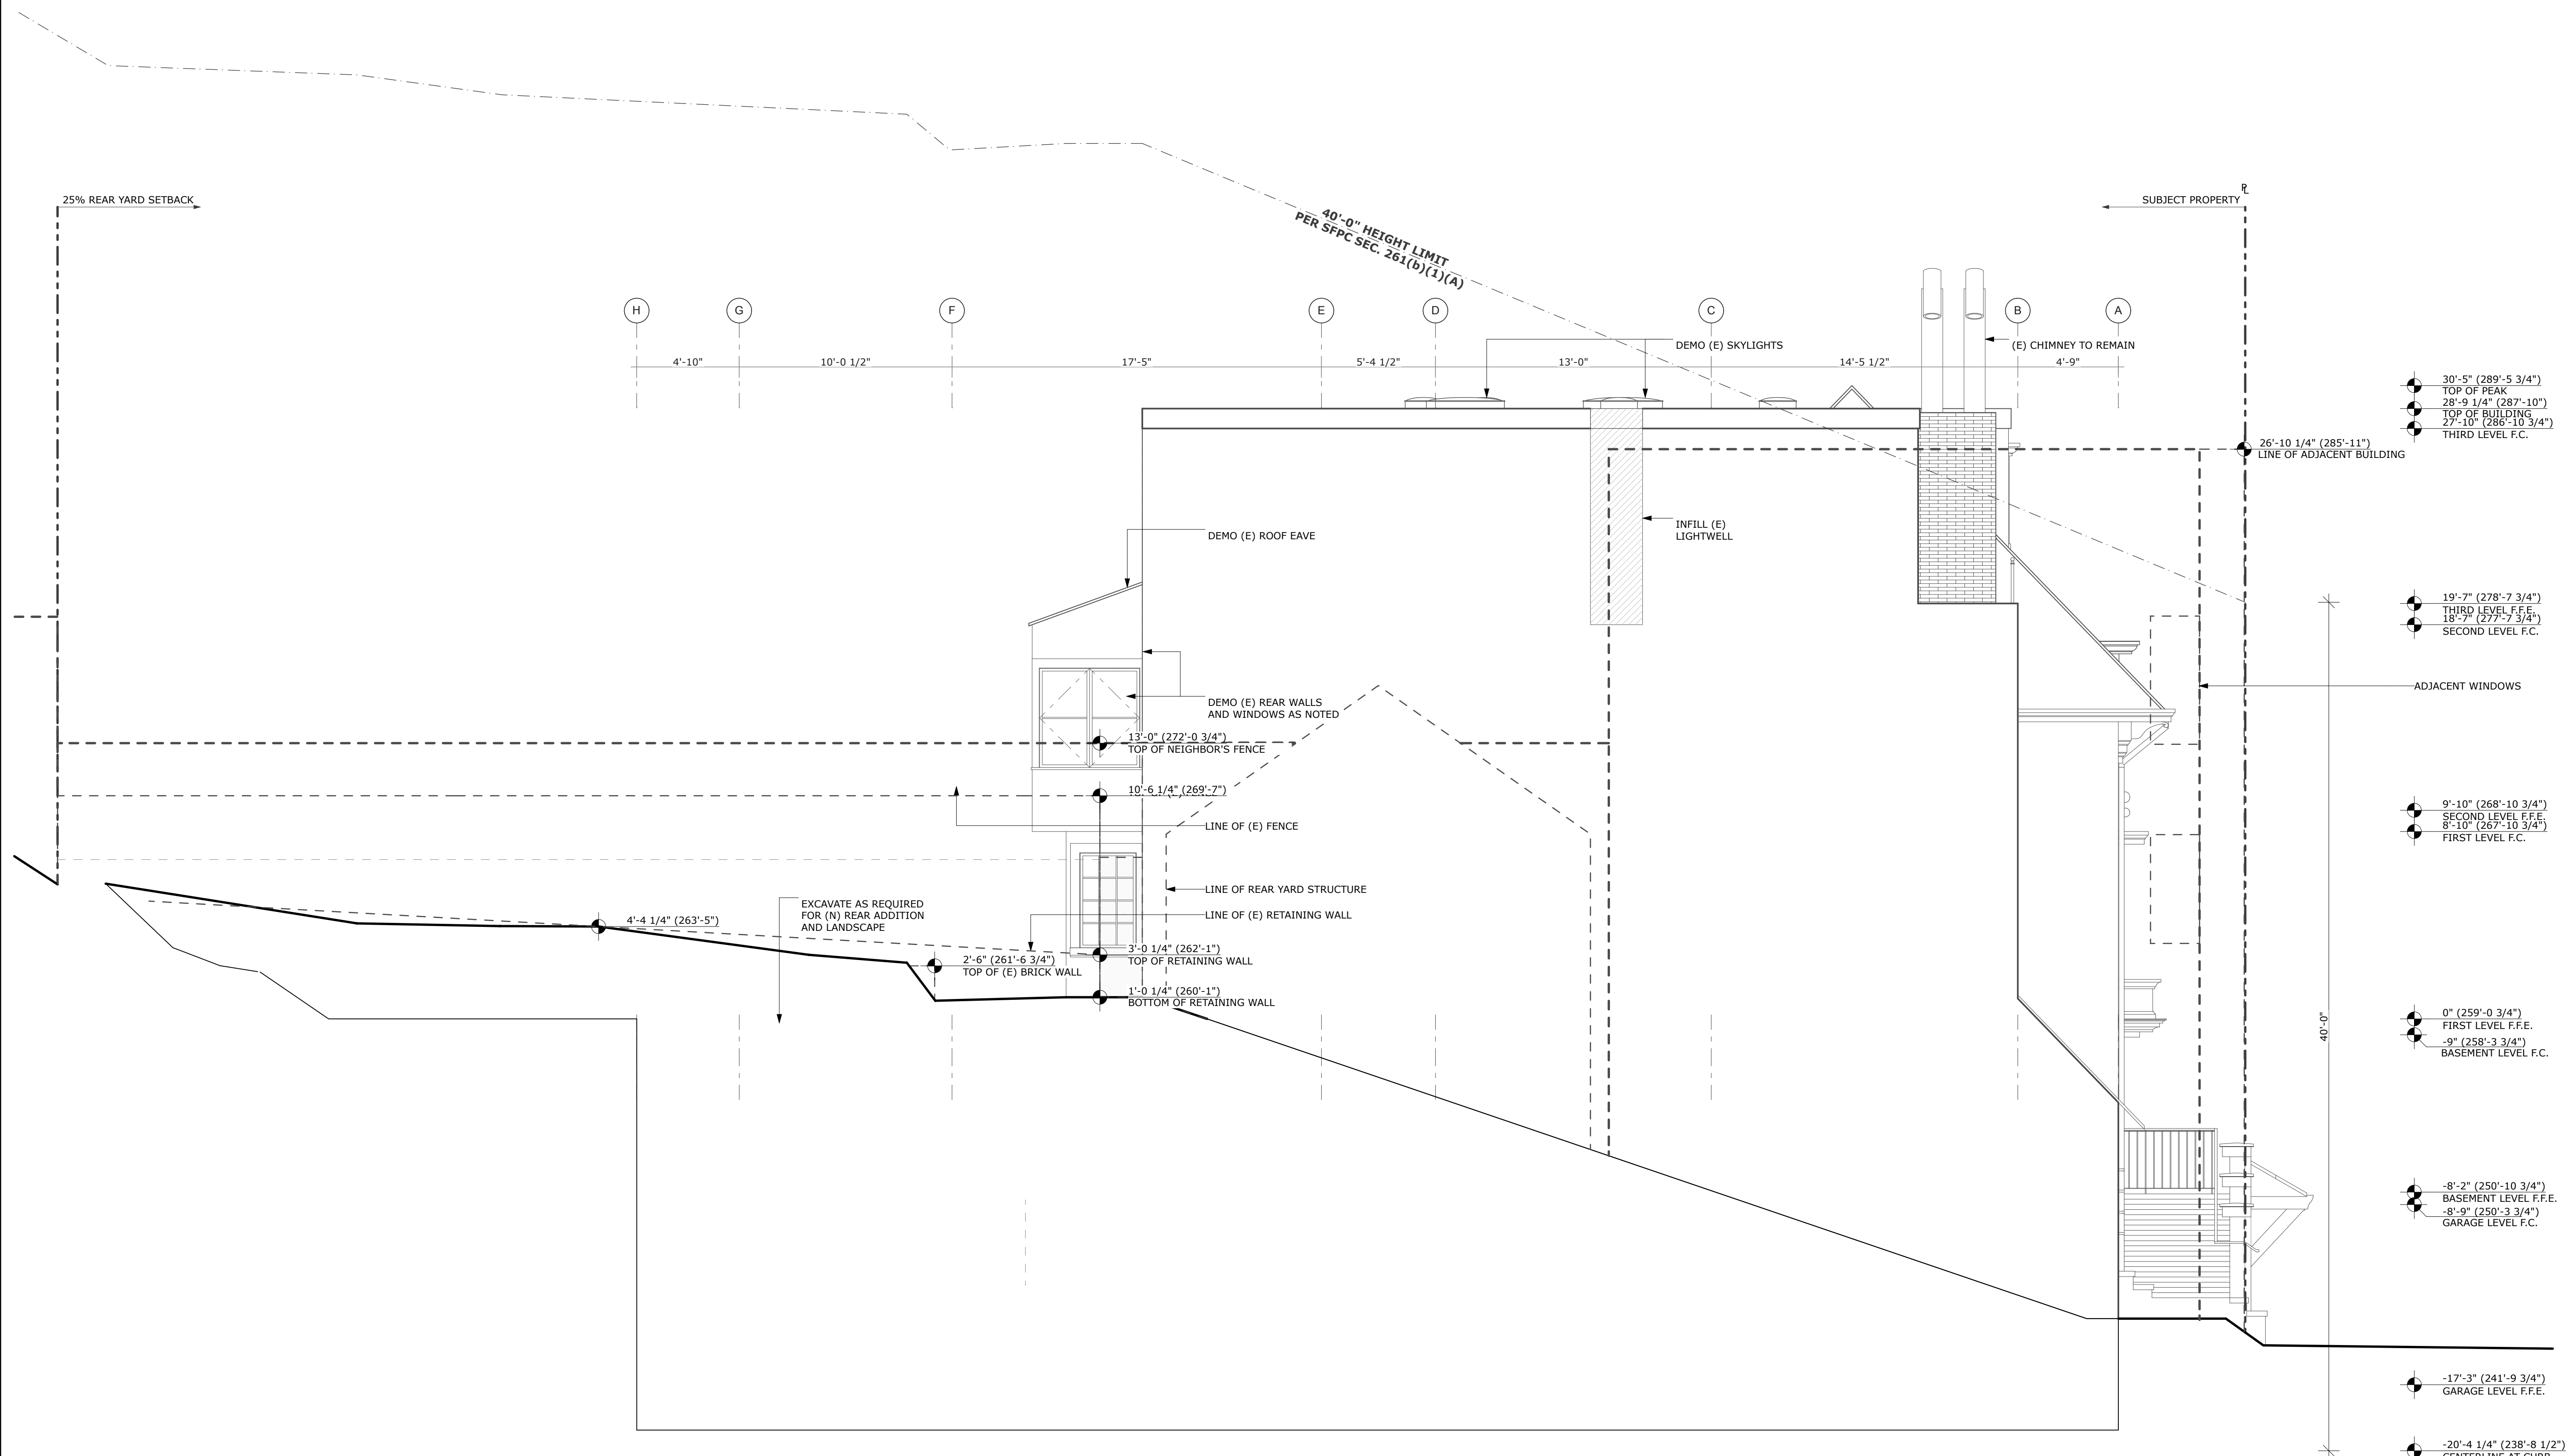 25% REAR YARD SETBACK
SUBJECT PROPERTY
40'-0" HEIGHT LIMIT
PER SFPC SEC. 261(b)(1)(A)
H
G
F
E
D
C
B
A
4'-10"
10'-0 1/2"
17'-5"
5'-4 1/2"
13'-0"
14'-5 1/2"
4'-9"
DEMO (E) SKYLIGHTS
(E) CHIMNEY TO REMAIN
30'-5" (289'-5 3/4")
TOP OF PEAK
28'-9 1/4" (287'-10")
TOP OF BUILDING
27'-10" (286'-10 3/4")
THIRD LEVEL F.C.
26'-10 1/4" (285'-11")
LINE OF ADJACENT BUILDING
INFILL (E)
LIGHTWELL
DEMO (E) ROOF EAVE
19'-7" (278'-7 3/4")
THIRD LEVEL F.F.E.
18'-7" (277'-7 3/4")
SECOND LEVEL F.C.
ADJACENT WINDOWS
DEMO (E) REAR WALLS
AND WINDOWS AS NOTED
13'-0" (272'-0 3/4")
TOP OF NEIGHBOR'S FENCE
10'-6 1/4" (269'-7")
LINE OF (E) FENCE
9'-10" (268'-10 3/4")
SECOND LEVEL F.F.E.
8'-10" (267'-10 3/4")
FIRST LEVEL F.C.
LINE OF REAR YARD STRUCTURE
LINE OF (E) RETAINING WALL
EXCAVATE AS REQUIRED
FOR (N) REAR ADDITION
AND LANDSCAPE
4'-4 1/4" (263'-5")
3'-0 1/4" (262'-1")
TOP OF RETAINING WALL
2'-6" (261'-6 3/4")
TOP OF (E) BRICK WALL
1'-0 1/4" (260'-1")
BOTTOM OF RETAINING WALL
0" (259'-0 3/4")
FIRST LEVEL F.F.E.
-9" (258'-3 3/4")
BASEMENT LEVEL F.C.
40'-0"
-8'-2" (250'-10 3/4")
BASEMENT LEVEL F.F.E.
-8'-9" (250'-3 3/4")
GARAGE LEVEL F.C.
-17'-3" (241'-9 3/4")
GARAGE LEVEL F.F.E.
-20'-4 1/4" (238'-8 1/2")